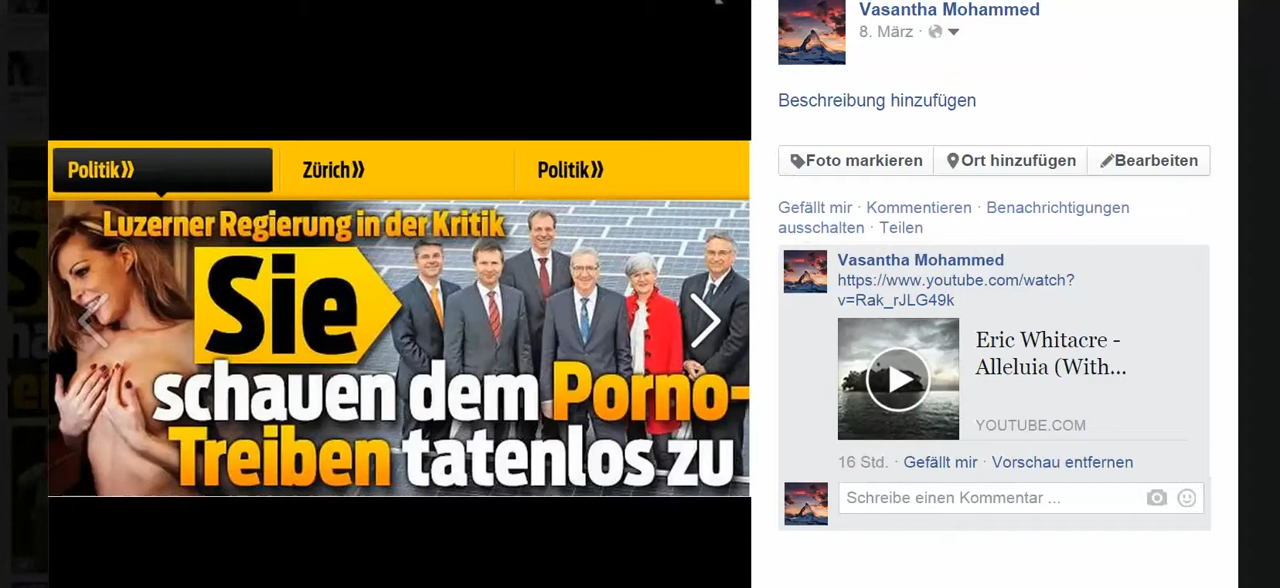 Politik»
Zürich»
Politik»
Luzerner Regierung in der Kritik
Sie
schauen dem Porno-
Treiben tatenlos zu
Vasantha Mohammed
8. März ·
Beschreibung hinzufügen
Foto markieren
Ort hinzufügen
Bearbeiten
Gefällt mir · Kommentieren · Benachrichtigungen
ausschalten · Teilen
Vasantha Mohammed
https://www.youtube.com/watch?
v=Rak_rJLG49k
Eric Whitacre -
Alleluia (With...
YOUTUBE.COM
16 Std. · Gefällt mir · Vorschau entfernen
Schreibe einen Kommentar ...